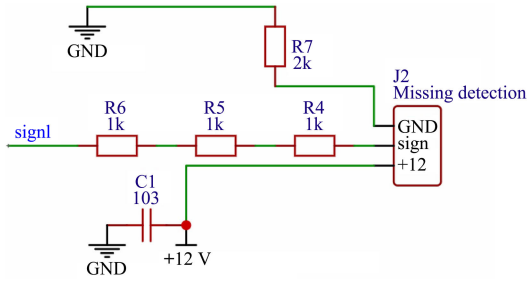 GND
R7
2k
J2
Missing detection
R6
1k
R5
1k
R4
1k
signl
GND
sign
+12
C1
103
GND
+12 V